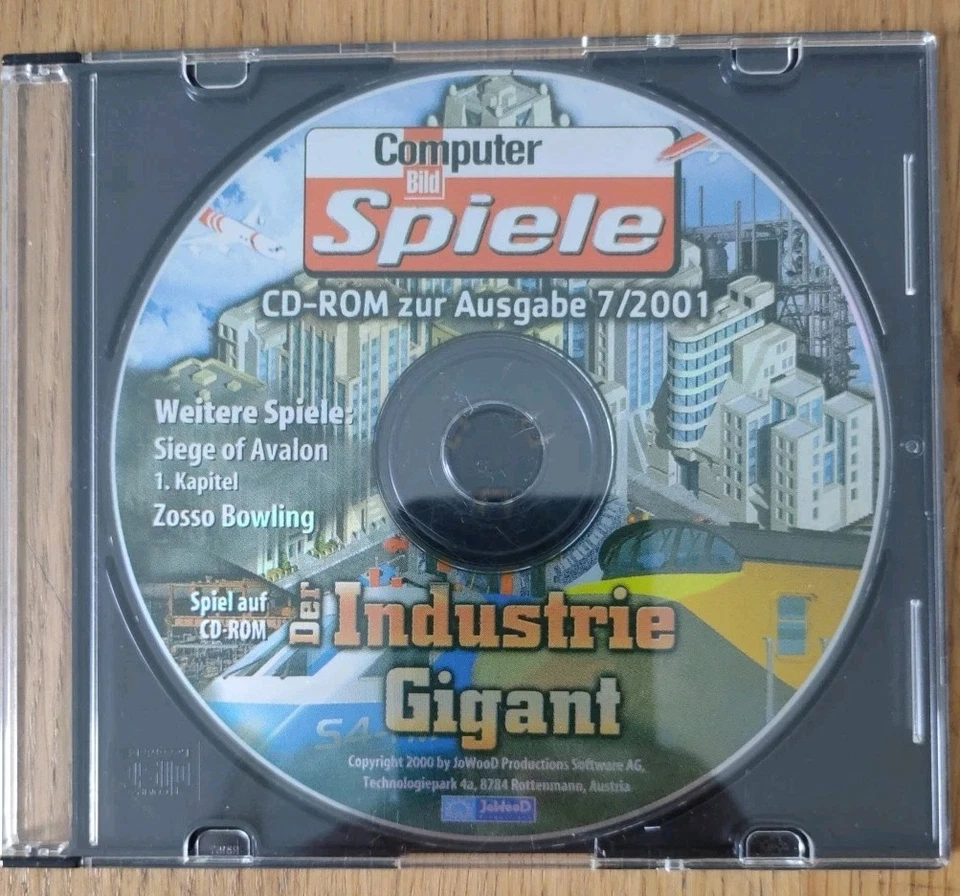 Computer
Bild
Spiele
CD-ROM zur Ausgabe 7/2001
Weitere Spiele:
Siege of Avalon
1. Kapitel
Zosso Bowling
Spiel auf
CD-ROM
Der Industrie
Gigant
Copyright 2000 by JoWooD Productions Software AG,
Technologiepark 4a, 8784 Rottenmann, Austria
JoWooD